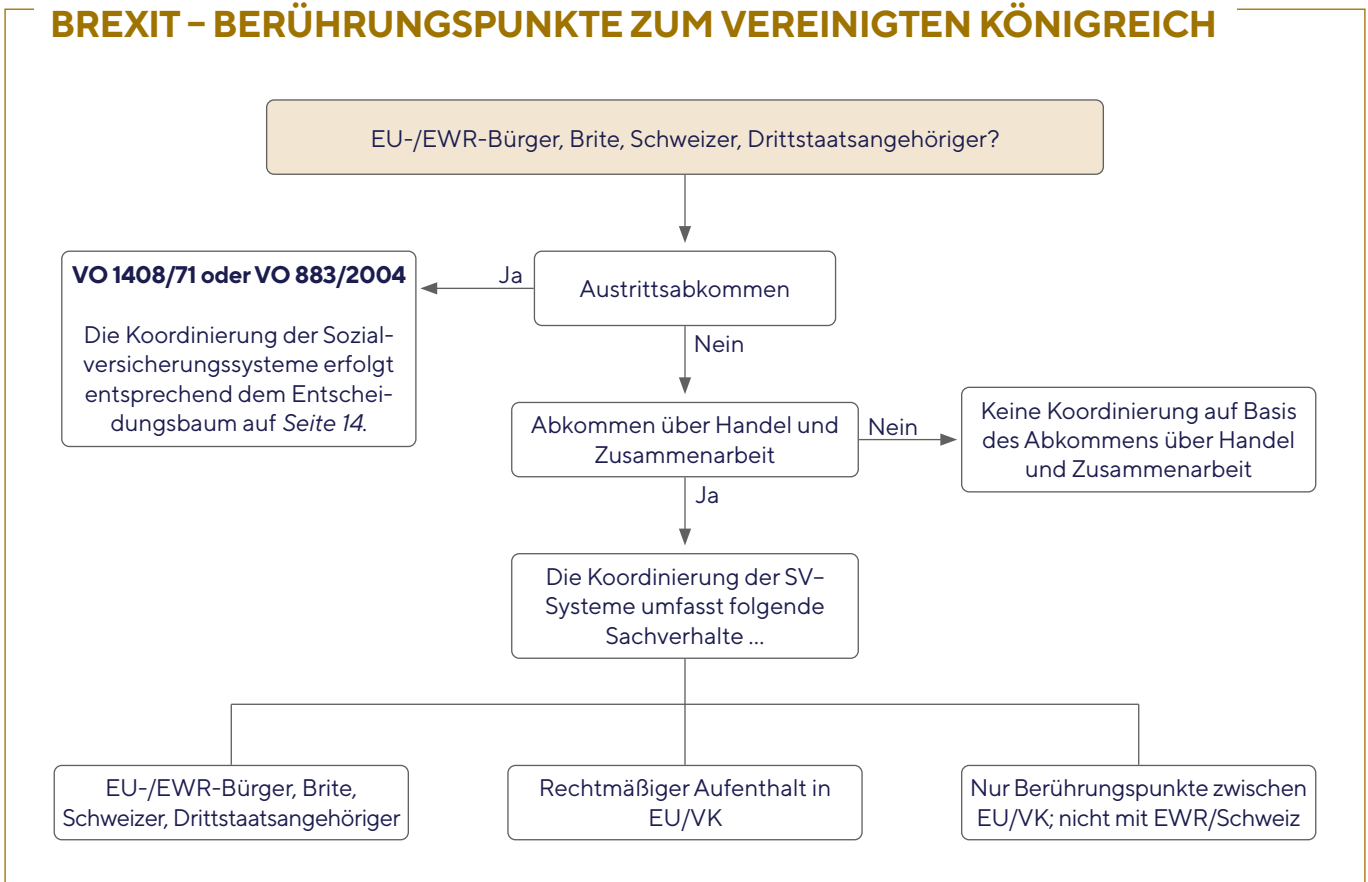 BREXIT – BERÜHRUNGSPUNKTE ZUM VEREINIGTEN KÖNIGREICH
EU-/EWR-Bürger, Brite, Schweizer, Drittstaatsangehöriger?
VO 1408/71 oder VO 883/2004
Die Koordinierung der Sozial-
versicherungssysteme erfolgt
entsprechend dem Entschei-
dungsbaum auf Seite 14.
Ja
Austrittsabkommen
Nein
Abkommen über Handel und
Zusammenarbeit
Nein
Keine Koordinierung auf Basis
des Abkommens über Handel
und Zusammenarbeit
Ja
Die Koordinierung der SV–
Systeme umfasst folgende
Sachverhalte ...
EU-/EWR-Bürger, Brite,
Schweizer, Drittstaatsangehöriger
Rechtmäßiger Aufenthalt in
EU/VK
Nur Berührungspunkte zwischen
EU/VK; nicht mit EWR/Schweiz